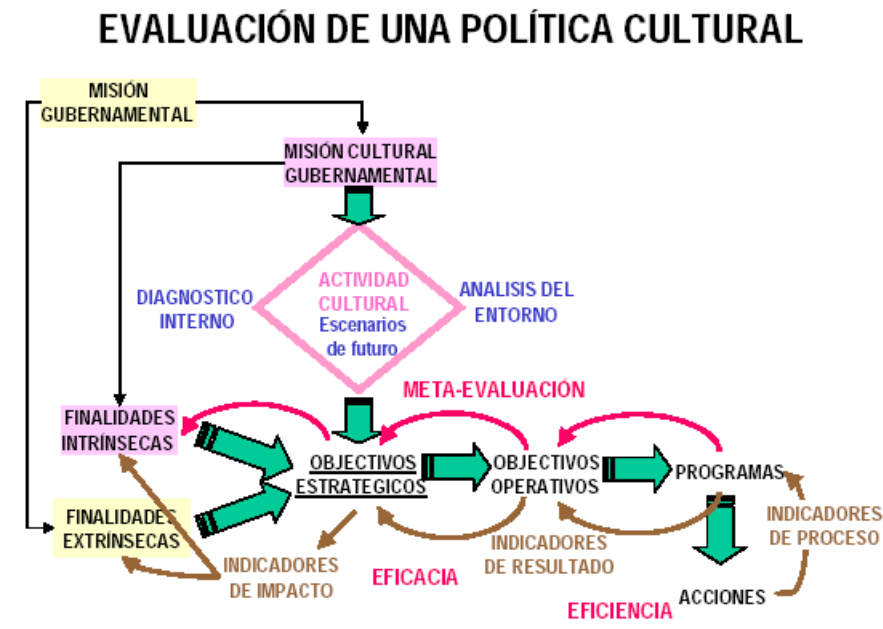 EVALUACIÓN DE UNA POLÍTICA CULTURAL
MISIÓN
GUBERNAMENTAL
MISIÓN CULTURAL
GUBERNAMENTAL
DIAGNOSTICO
INTERNO
ACTIVIDAD
CULTURAL
Escenarios
de futuro
ANALISIS DEL
ENTORNO
META-EVALUACIÓN
FINALIDADES
INTRÍNSECAS
OBJECTIVOS
ESTRATEGICOS
OBJECTIVOS
OPERATIVOS
PROGRAMAS
FINALIDADES
EXTRÍNSECAS
INDICADORES
DE IMPACTO
EFICACIA
INDICADORES
DE RESULTADO
INDICADORES
DE PROCESO
EFICIENCIA
ACCIONES